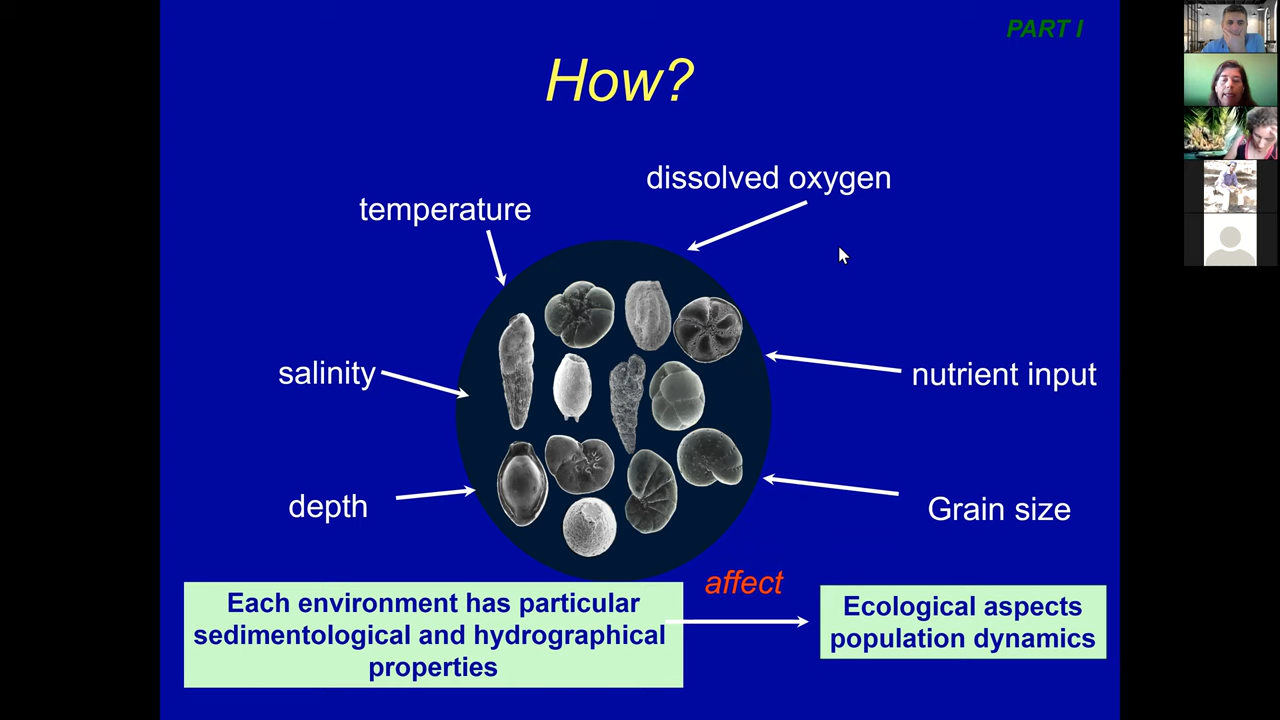 PART I
How?
dissolved oxygen
temperature
salinity
nutrient input
depth
Grain size
affect
Each environment has particular
sedimentological and hydrographical
properties
Ecological aspects
population dynamics